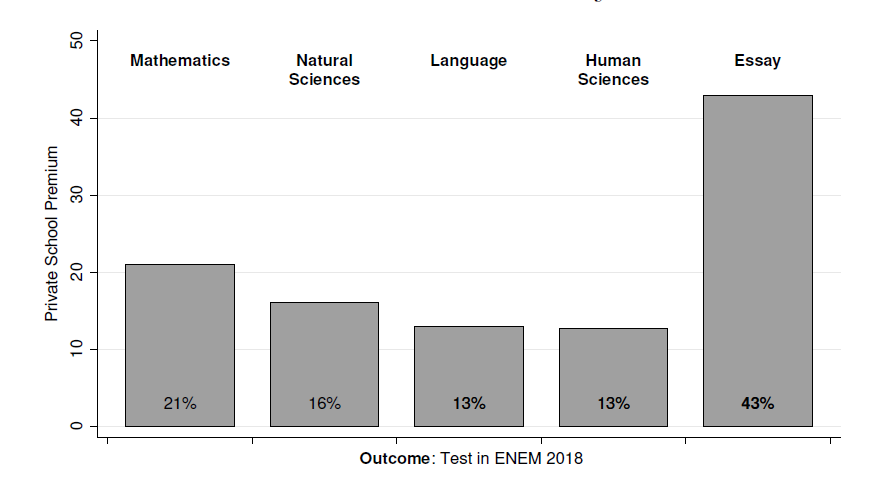 50
40
30
20
10
0
Private School Premium
Mathematics
Natural
Sciences
Language
Human
Sciences
Essay
21%
16%
13%
13%
43%
Outcome: Test in ENEM 2018